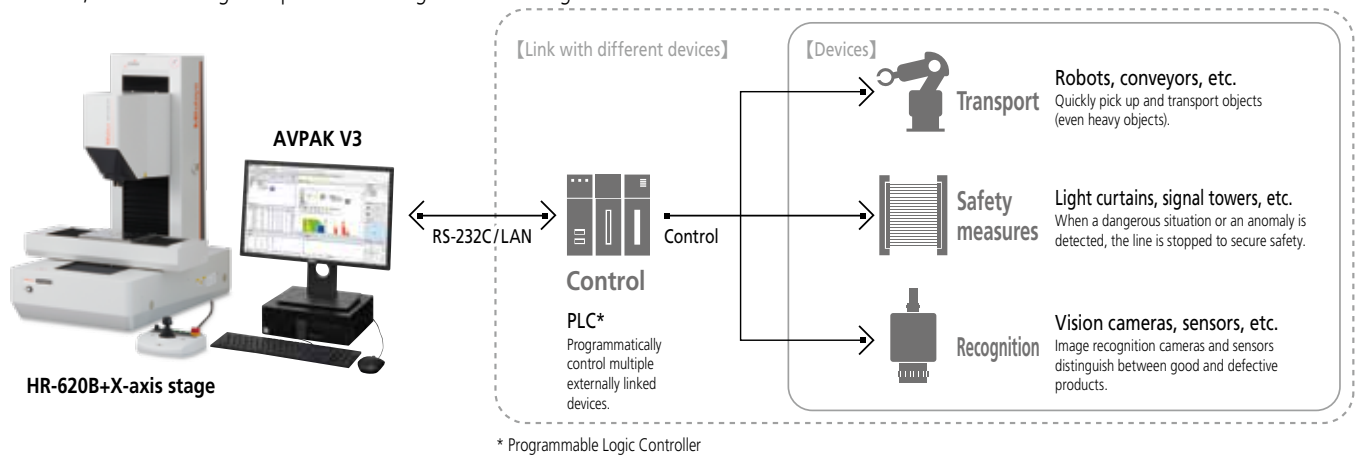 【Link with different devices】
【Devices】
Transport
Robots, conveyors, etc.
Quickly pick up and transport objects
(even heavy objects).
AVPAK V3
RS-232C/LAN
Control
Safety
measures
Light curtains, signal towers, etc.
When a dangerous situation or an anomaly is
detected, the line is stopped to secure safety.
Control
PLC*
Programmatically
control multiple
externally linked
devices.
Recognition
Vision cameras, sensors, etc.
Image recognition cameras and sensors
distinguish between good and defective
products.
HR-620B+X-axis stage
* Programmable Logic Controller